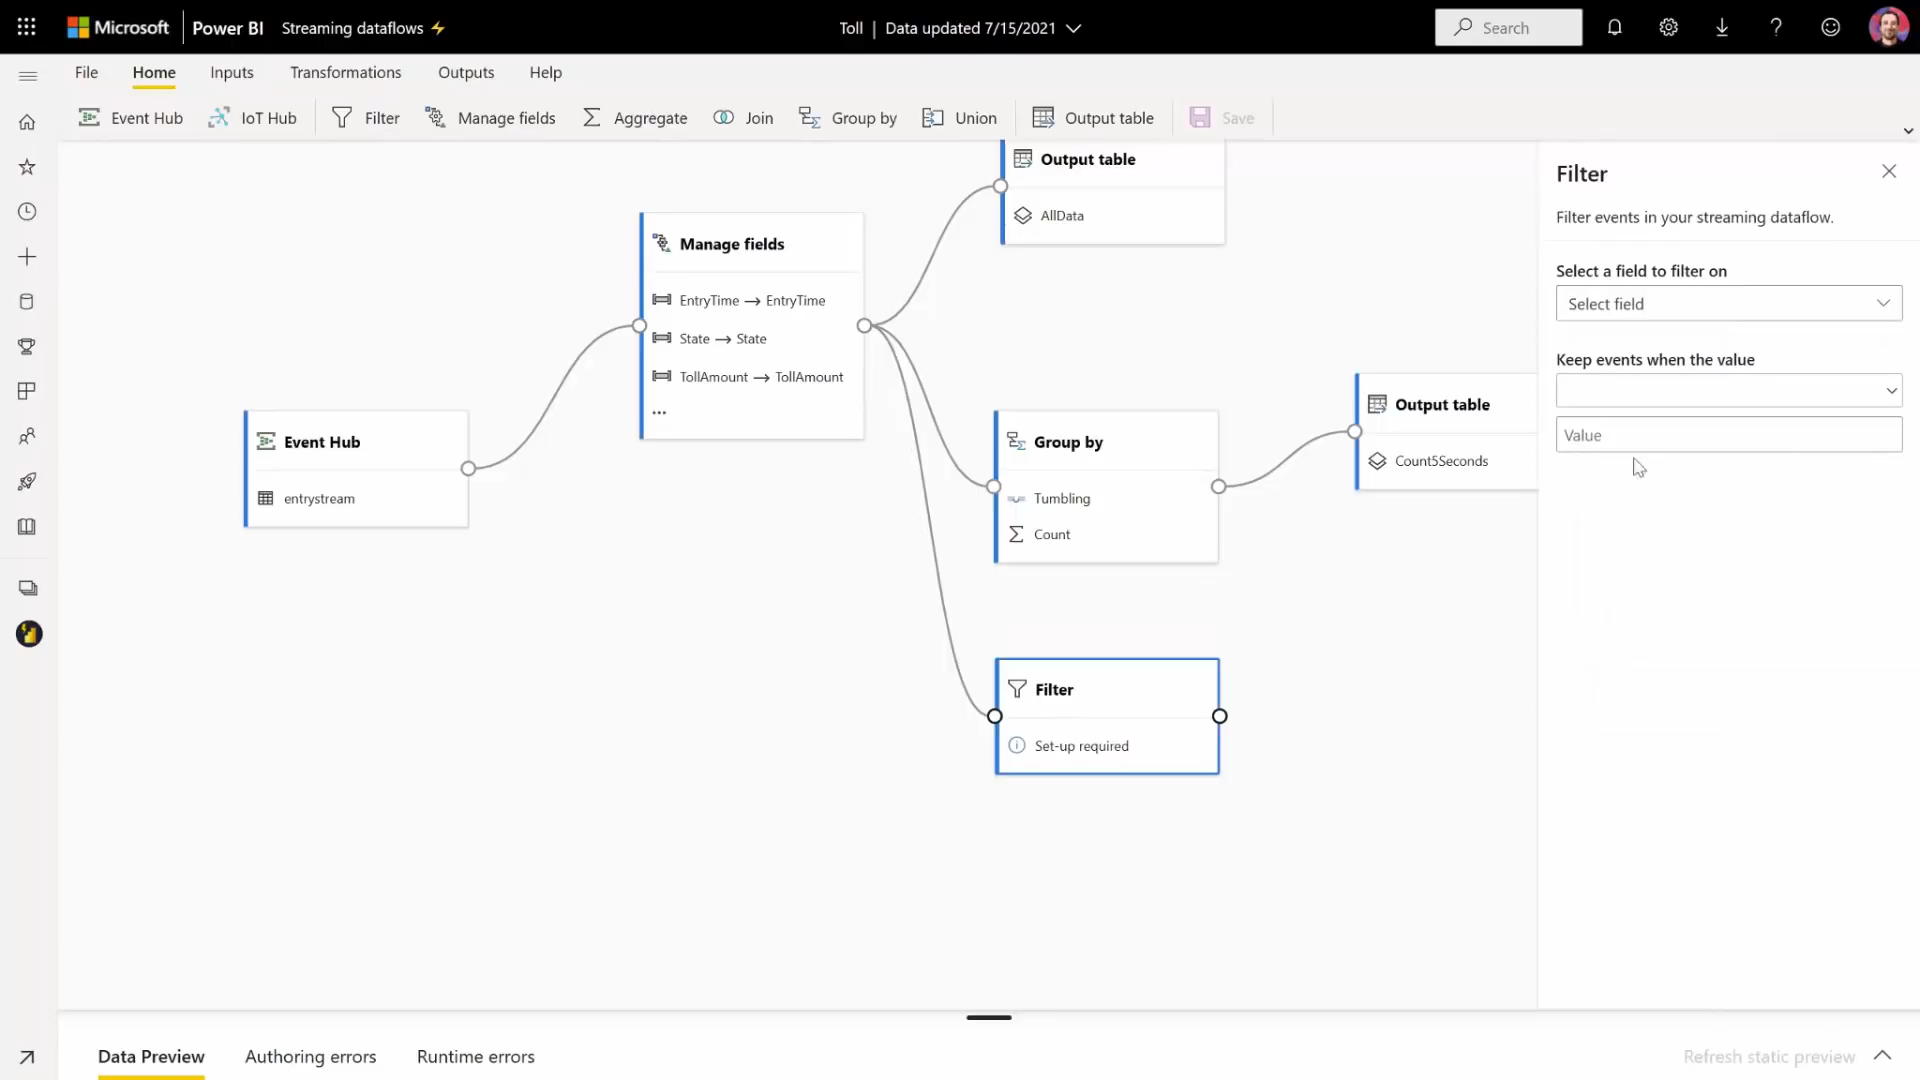 Microsoft Power BI Streaming dataflows⚡ Toll | Data updated 7/15/2021 Search
File Home Inputs Transformations Outputs Help
Event Hub IoT Hub Filter Manage fields Aggregate Join Group by Union Output table Save
Output table
AllData
Manage fields
EntryTime → EntryTime
State → State
TollAmount → TollAmount
...
Event Hub
entrystream
Group by
Tumbling
Count
Output table
Count5Seconds
Filter
Set-up required
Filter
Filter events in your streaming dataflow.
Select a field to filter on
Select field
Keep events when the value
Value
Data Preview Authoring errors Runtime errors Refresh static preview